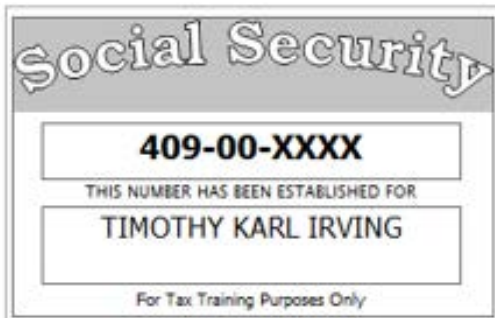 Social Security
409-00-XXXX
THIS NUMBER HAS BEEN ESTABLISHED FOR
TIMOTHY KARL IRVING
For Tax Training Purposes Only